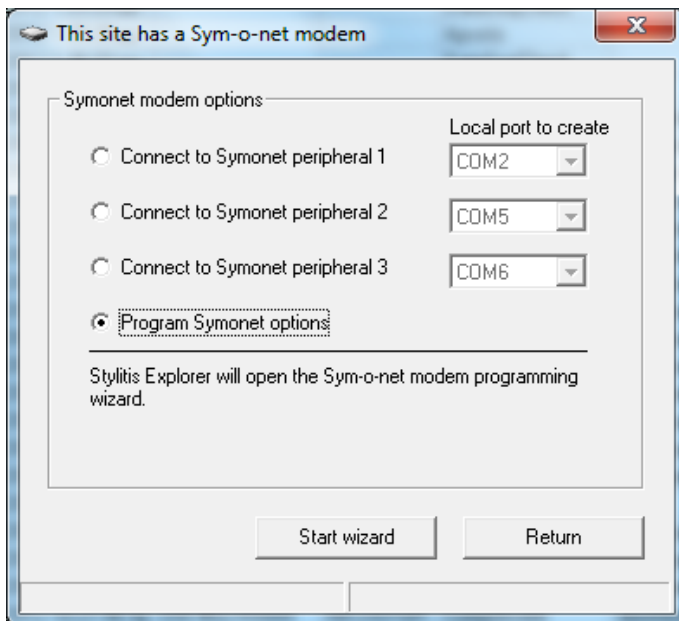 This site has a Sym-o-net modem
Symonet modem options
Local port to create
Connect to Symonet peripheral 1
COM2
Connect to Symonet peripheral 2
COM5
Connect to Symonet peripheral 3
COM6
Program Symonet options
Stylitis Explorer will open the Sym-o-net modem programming
wizard.
Start wizard
Return